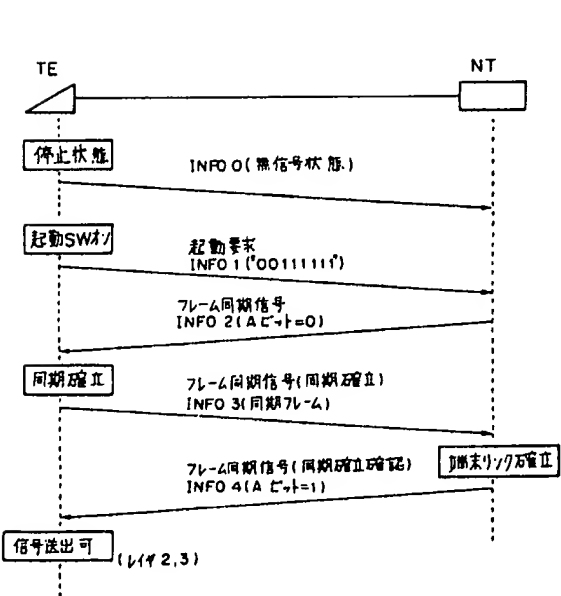 TE
NT
停止状態
INFO 0(無信号状態.)
起動SWオン
起動要求
INFO 1("00111111")
フレーム同期信号
INFO 2(Aビット=0)
同期確立
フレーム同期信号(同期確立)
INFO 3(同期フレーム)
端末リンク確立
フレーム同期信号(同期確立確認)
INFO 4(Aビット=1)
信号送出可
(レイヤ2,3)